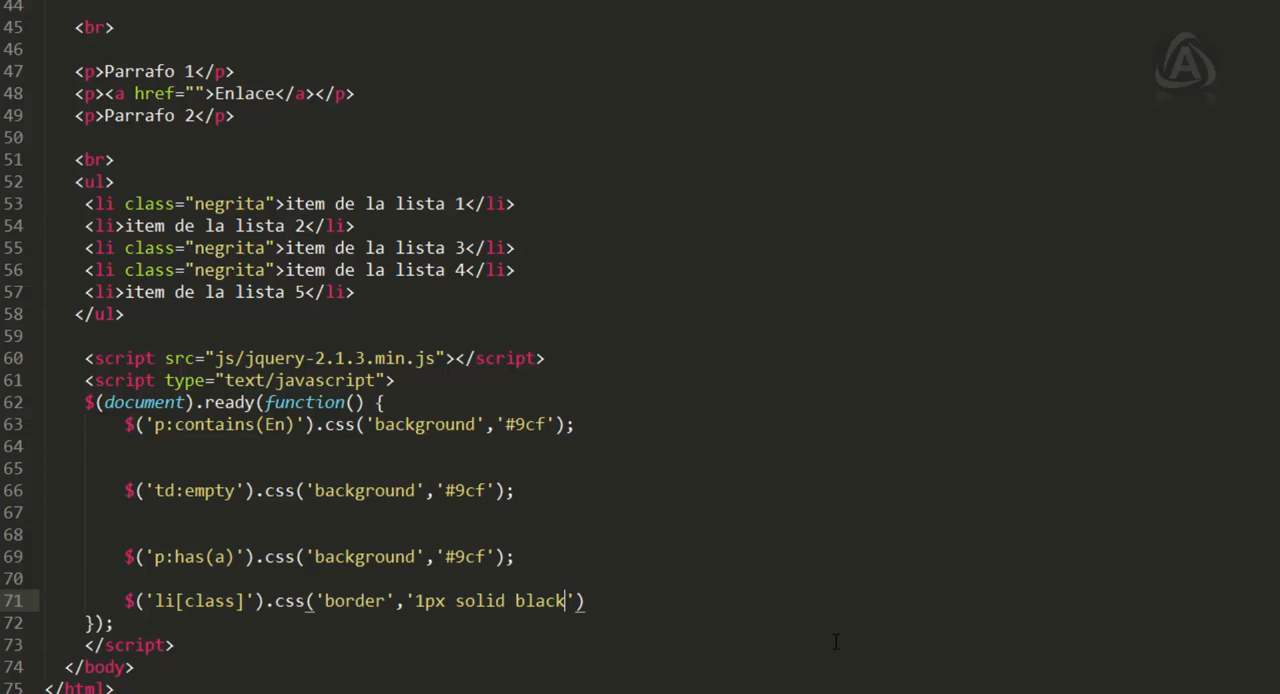 44
45 <br>
46
47 <p>Parrafo 1</p>
48 <p><a href="">Enlace</a></p>
49 <p>Parrafo 2</p>
50
51 <br>
52 <ul>
53 <li class="negrita">item de la lista 1</li>
54 <li>item de la lista 2</li>
55 <li class="negrita">item de la lista 3</li>
56 <li class="negrita">item de la lista 4</li>
57 <li>item de la lista 5</li>
58 </ul>
59
60 <script src="js/jquery-2.1.3.min.js"></script>
61 <script type="text/javascript">
62 $(document).ready(function() {
63 $('p:contains(En)').css('background','#9cf');
64
65
66 $('td:empty').css('background','#9cf');
67
68
69 $('p:has(a)').css('background','#9cf');
70
71 $('li[class]').css('border','1px solid black')
72 });
73 </script>
74 </body>
75 </html>